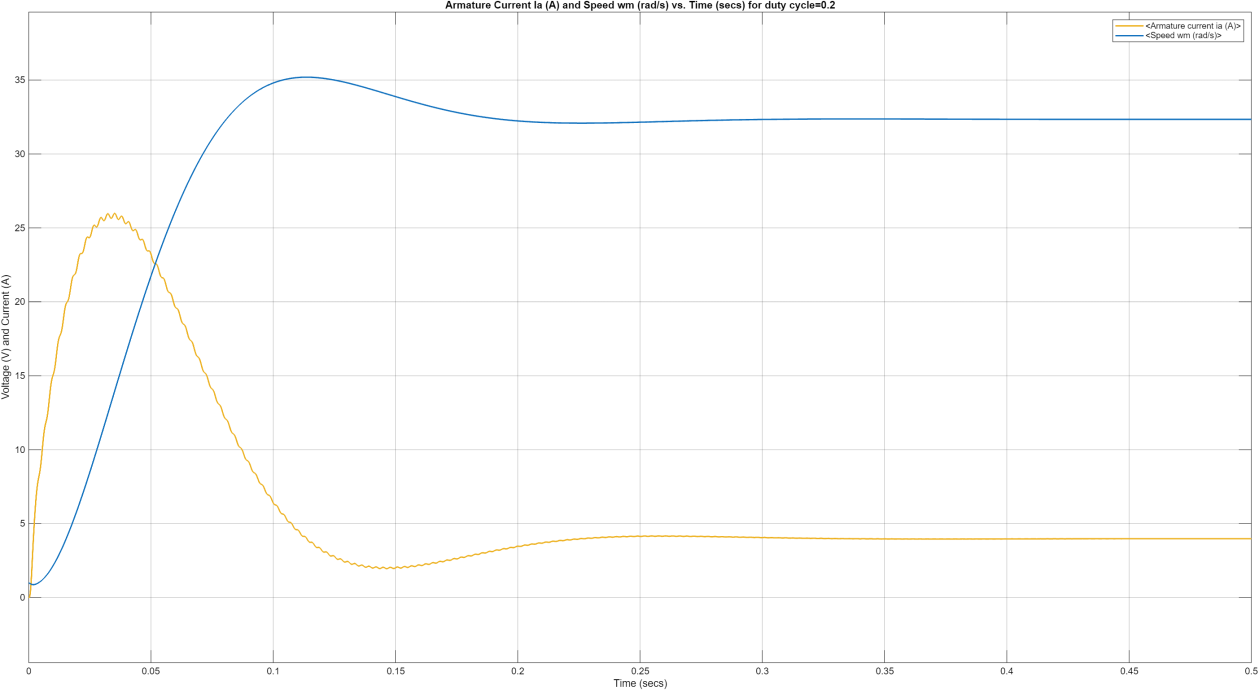 Armature Current Ia (A) and Speed wm (rad/s) vs. Time (secs) for duty cycle=0.2
<Armature current ia (A)>
<Speed wm (rad/s)>
35
30
25
20
15
10
5
0
Voltage (V) and Current (A)
0 0.05 0.1 0.15 0.2 0.25 0.3 0.35 0.4 0.45 0.5
Time (secs)